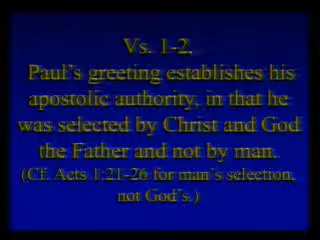 Vs. 1-2.
Paul's greeting establishes his
apostolic authority, in that he
was selected by Christ and God
the Father and not by man.
(Cf. Acts 1:21-26 for man's selection,
not God's.)